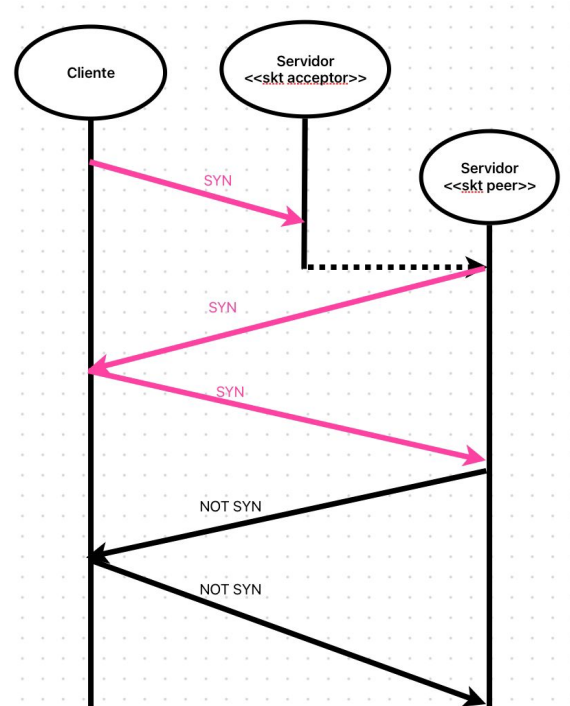 Cliente
Servidor
<<skt acceptor>>
Servidor
<<skt peer>>
SYN
SYN
SYN
NOT SYN
NOT SYN